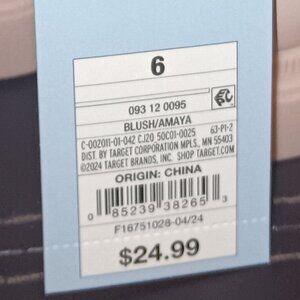 6
093 12 0095
BLUSH/AMAYA
C-002011-01-042 CJ20 50C01-0025 63-P1-2
DIST. BY TARGET CORPORATION MPLS., MN 55403
©2024 TARGET BRANDS, INC. SHOP TARGET.COM
ORIGIN: CHINA
0 85239 38265 3
F16751028-04/24
$24.99